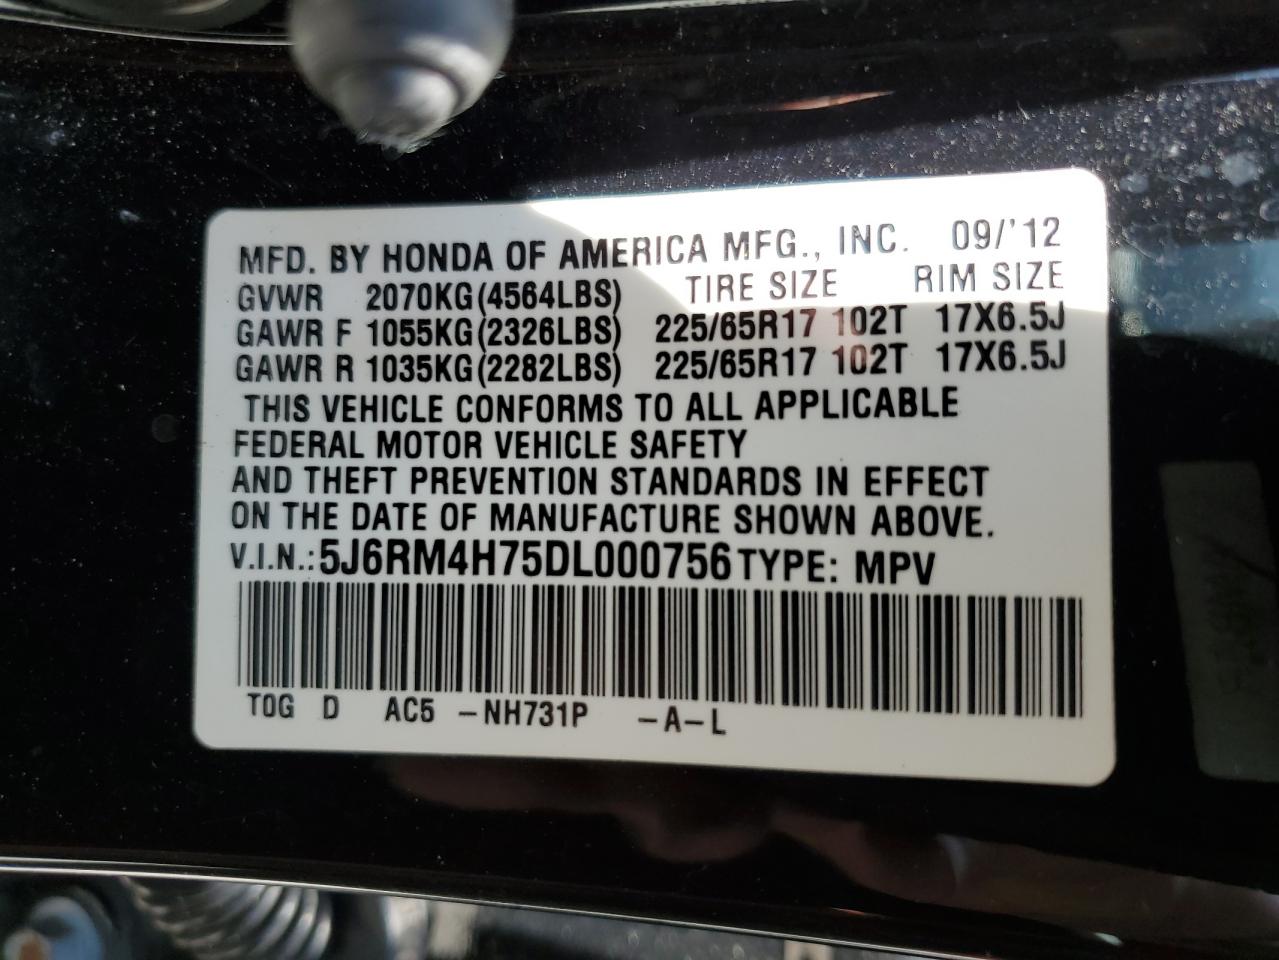 MFD. BY HONDA OF AMERICA MFG., INC. 09/'12
GVWR 2070KG(4564LBS) TIRE SIZE RIM SIZE
GAWR F 1055KG(2326LBS) 225/65R17 102T 17X6.5J
GAWR R 1035KG(2282LBS) 225/65R17 102T 17X6.5J
THIS VEHICLE CONFORMS TO ALL APPLICABLE
FEDERAL MOTOR VEHICLE SAFETY
AND THEFT PREVENTION STANDARDS IN EFFECT
ON THE DATE OF MANUFACTURE SHOWN ABOVE.
V.I.N.: 5J6RM4H75DL000756 TYPE: MPV
TOG D AC5 -NH731P -A-L